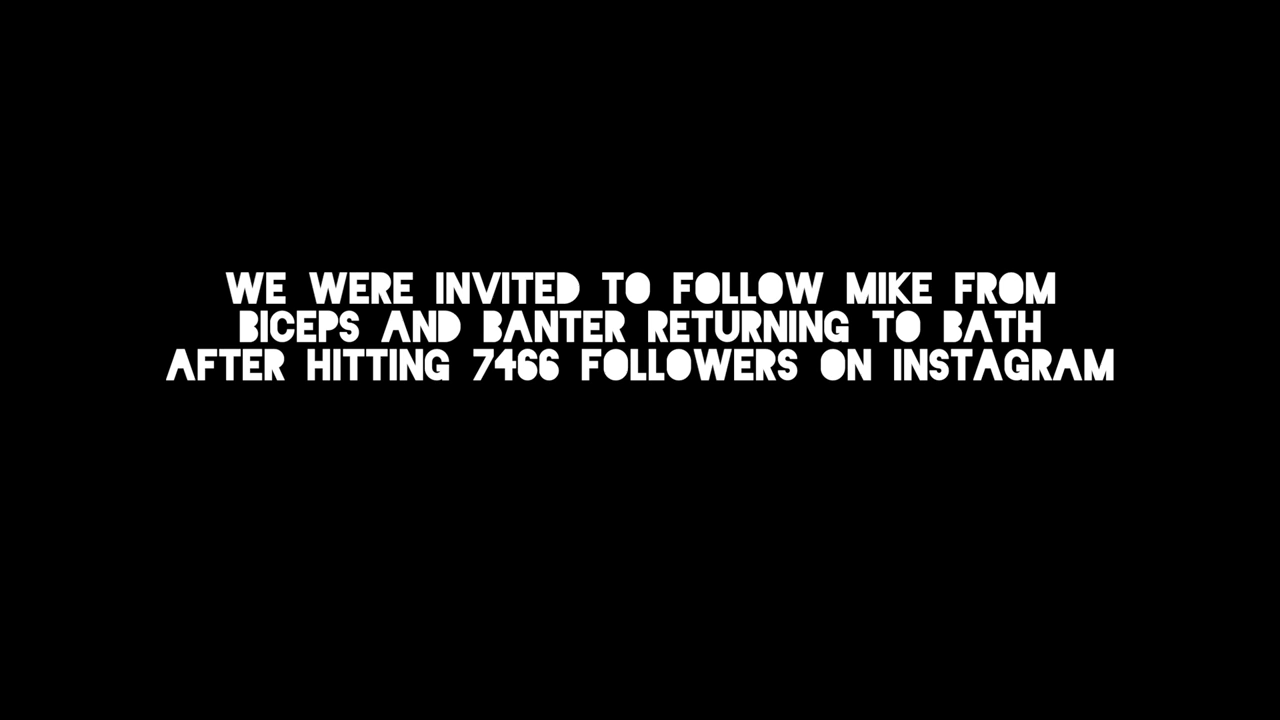 WE WERE INVITED TO FOLLOW MIKE FROM
BICEPS AND BANTER RETURNING TO BATH
AFTER HITTING 7466 FOLLOWERS ON INSTAGRAM